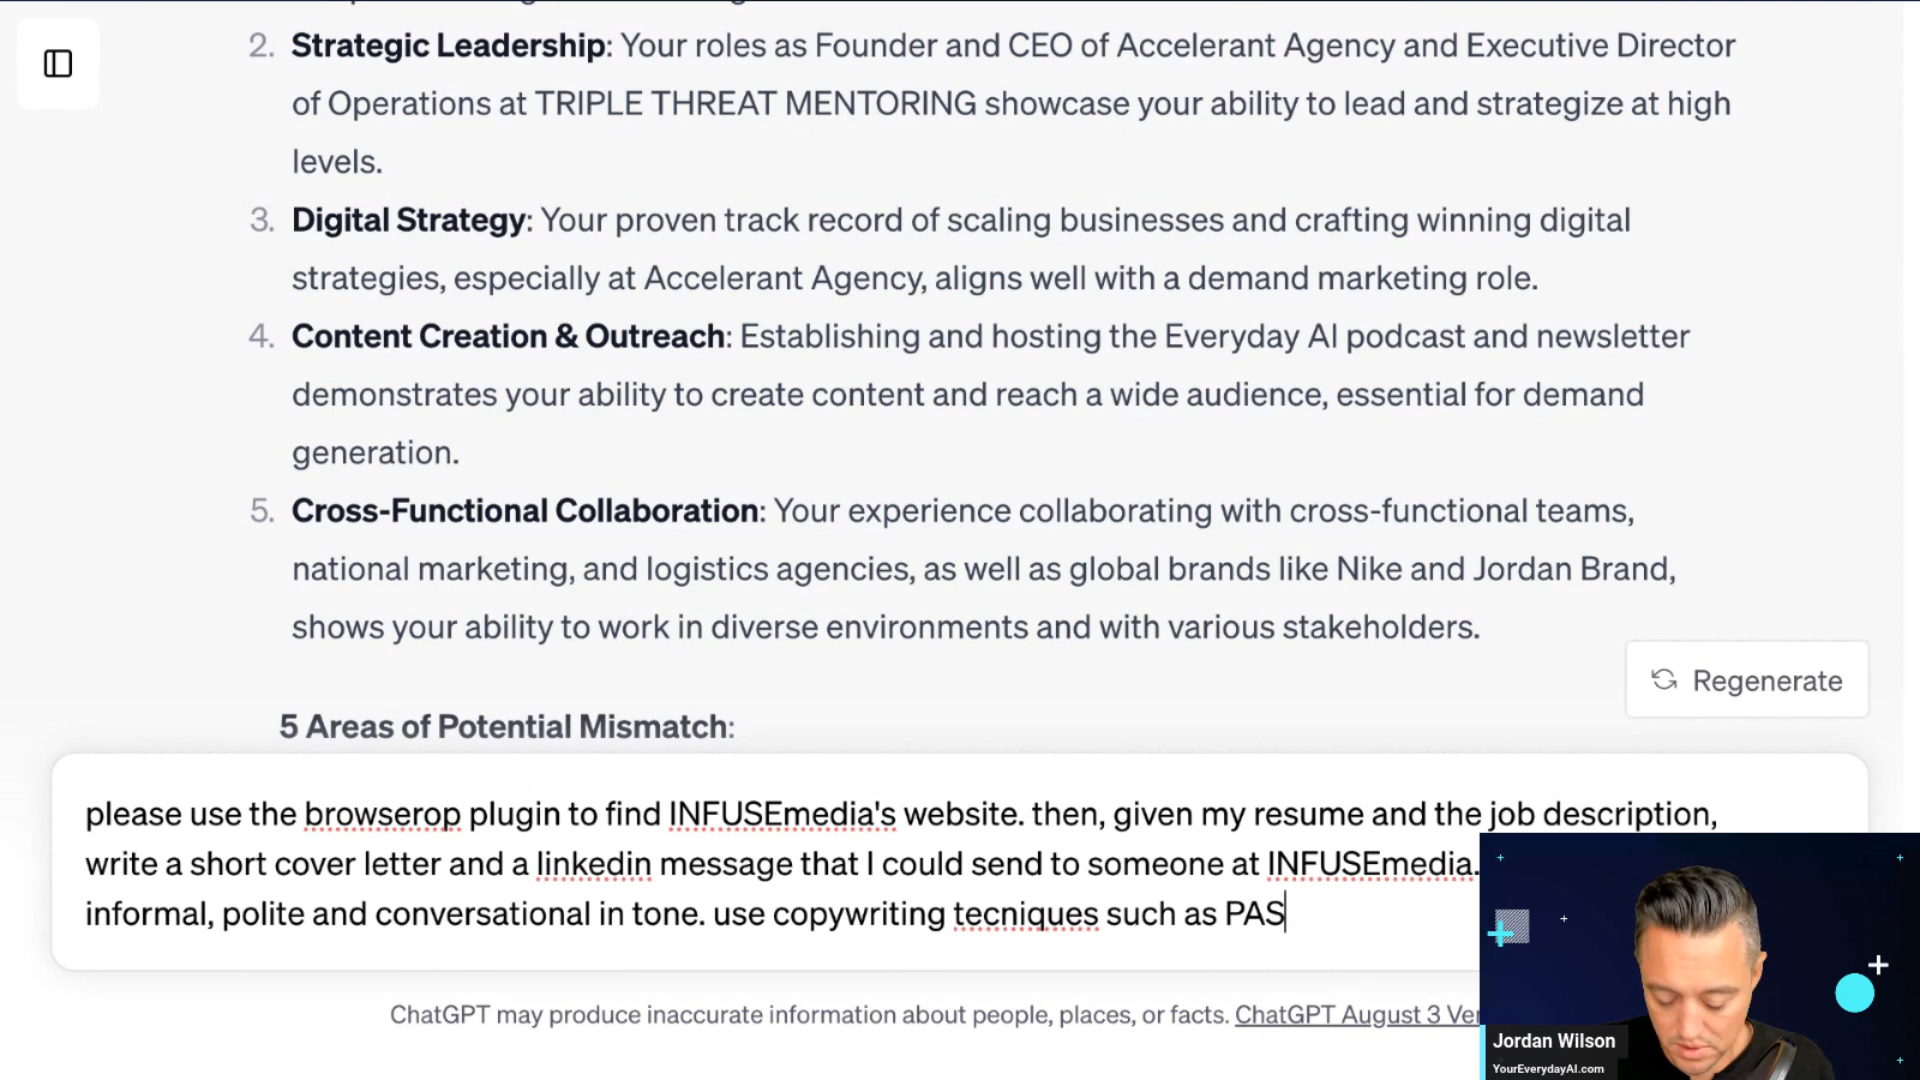 2. Strategic Leadership: Your roles as Founder and CEO of Accelerant Agency and Executive Director
of Operations at TRIPLE THREAT MENTORING showcase your ability to lead and strategize at high
levels.
3. Digital Strategy: Your proven track record of scaling businesses and crafting winning digital
strategies, especially at Accelerant Agency, aligns well with a demand marketing role.
4. Content Creation & Outreach: Establishing and hosting the Everyday AI podcast and newsletter
demonstrates your ability to create content and reach a wide audience, essential for demand
generation.
5. Cross-Functional Collaboration: Your experience collaborating with cross-functional teams,
national marketing, and logistics agencies, as well as global brands like Nike and Jordan Brand,
shows your ability to work in diverse environments and with various stakeholders.
Regenerate
5 Areas of Potential Mismatch:
please use the browserop plugin to find INFUSEmedia's website. then, given my resume and the job description,
write a short cover letter and a linkedin message that I could send to someone at INFUSEmedia.
informal, polite and conversational in tone. use copywriting tecniques such as PAS
ChatGPT may produce inaccurate information about people, places, or facts. ChatGPT August 3
Jordan Wilson
YourEverydayAI.com